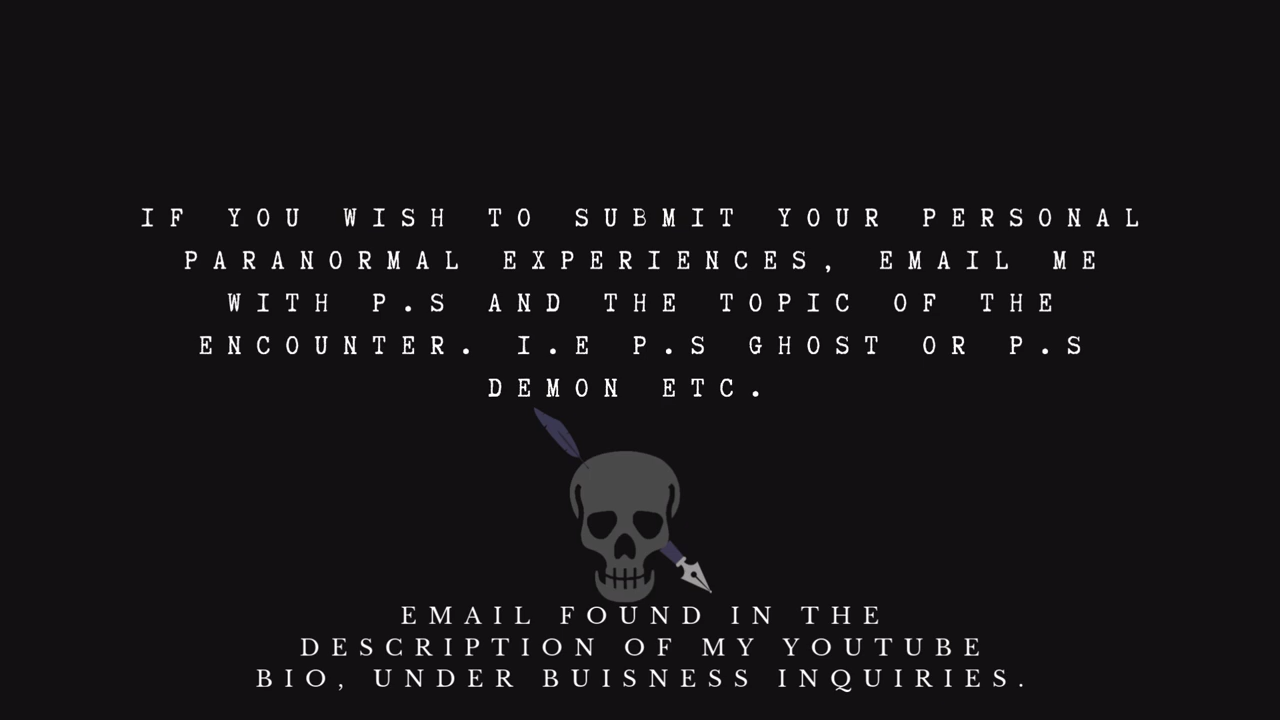 IF YOU WISH TO SUBMIT YOUR PERSONAL
PARANORMAL EXPERIENCES, EMAIL ME
WITH P.S AND THE TOPIC OF THE
ENCOUNTER. I.E P.S GHOST OR P.S
DEMON ETC.
EMAIL FOUND IN THE
DESCRIPTION OF MY YOUTUBE
BIO, UNDER BUISNESS INQUIRIES.